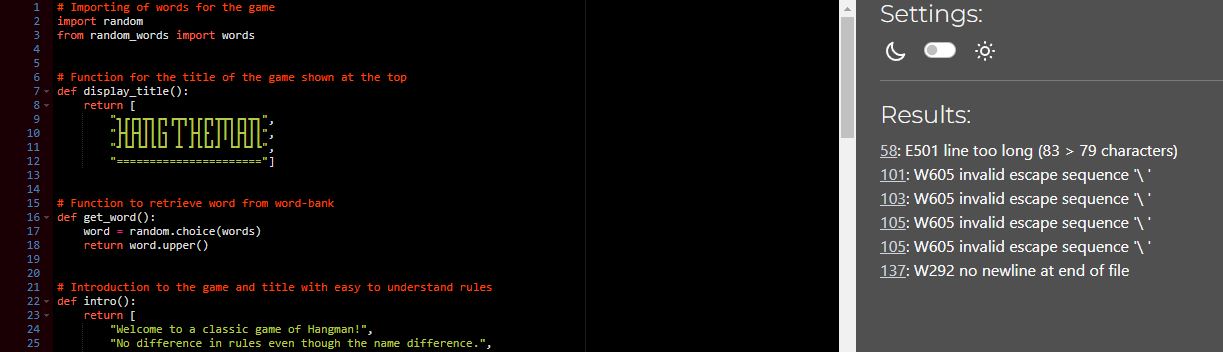 1 # Importing of words for the game
2 import random
3 from random_words import words
4
5
6 # Function for the title of the game shown at the top
7 def display_title():
8 return [
9
10
11
12 "======================"]
13
14
15 # Function to retrieve word from word-bank
16 def get_word():
17 word = random.choice(words)
18 return word.upper()
19
20
21 # Introduction to the game and title with easy to understand rules
22 def intro():
23 return [
24 "Welcome to a classic game of Hangman!",
25 "No difference in rules even though the name difference.",
Settings:
Results:
58: E501 line too long (83 > 79 characters)
101: W605 invalid escape sequence '\ '
103: W605 invalid escape sequence '\ '
105: W605 invalid escape sequence '\ '
105: W605 invalid escape sequence '\ '
137: W292 no newline at end of file